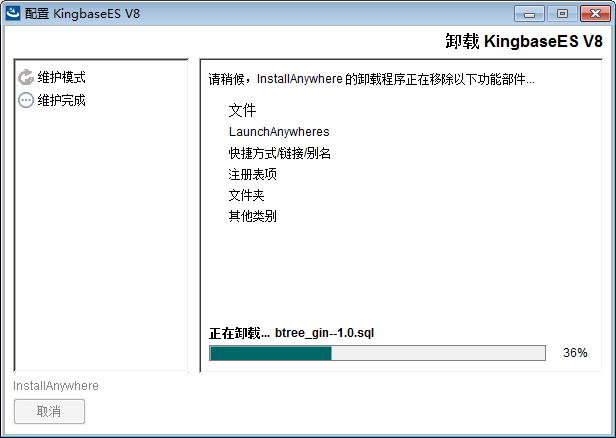 配置 KingbaseES V8
卸载 KingbaseES V8
维护模式
维护完成
请稍候，InstallAnywhere 的卸载程序正在移除以下功能部件...
文件
LaunchAnywheres
快捷方式/链接/别名
注册表项
文件夹
其他类别
正在卸载... btree_gin--1.0.sql
36%
InstallAnywhere
取消